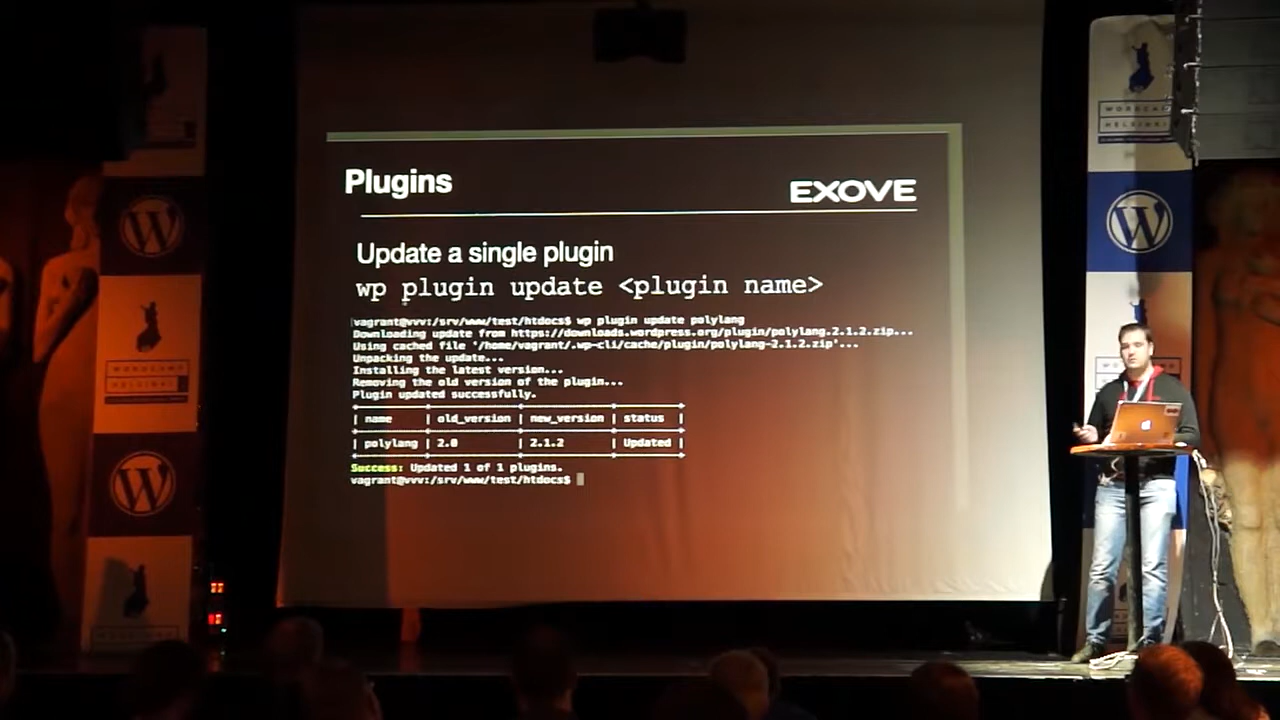 Plugins
EXOVE
Update a single plugin
wp plugin update <plugin name>
vagrant@vvv:/srv/www/test/htdocs$ wp plugin update polylang
Downloading update from https://downloads.wordpress.org/plugin/polylang.2.1.2.zip...
Using cached file '/home/vagrant/.wp-cli/cache/plugin/polylang-2.1.2.zip'...
Unpacking the update...
Installing the latest version...
Removing the old version of the plugin...
Plugin updated successfully.
| name | old_version | new_version | status |
| polylang | 2.0 | 2.1.2 | Updated |
Success: Updated 1 of 1 plugins.
vagrant@vvv:/srv/www/test/htdocs$
W
WORDCAMP
HELSINKI
W
WORDCAMP
HELSINKI
W